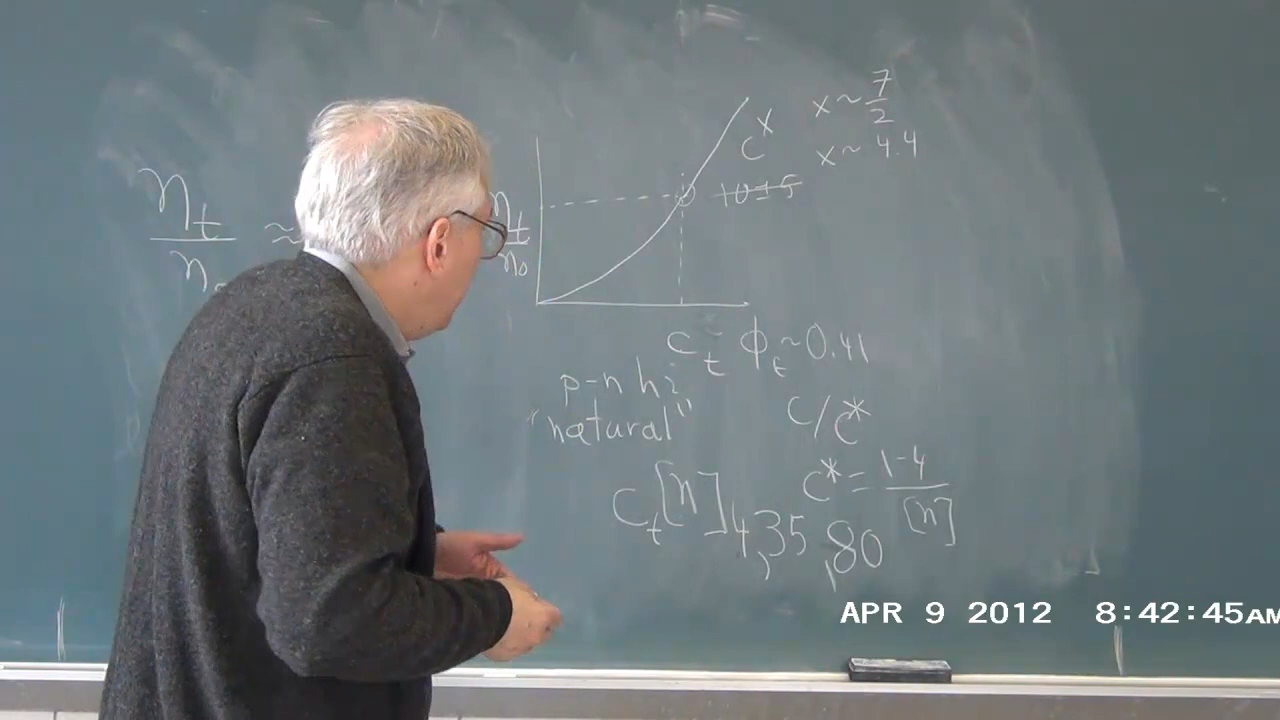 x ~ 7/2
c^x
x ~ 4.4
η_t/η_0
10±5
η_t ≈
c_t ϕ_t ~ 0.41
p-n hi
"natural"
c/c*
c* = 1-4/[η]
c_t[η] 4, 35, 80
APR 9 2012 8:42:45AM